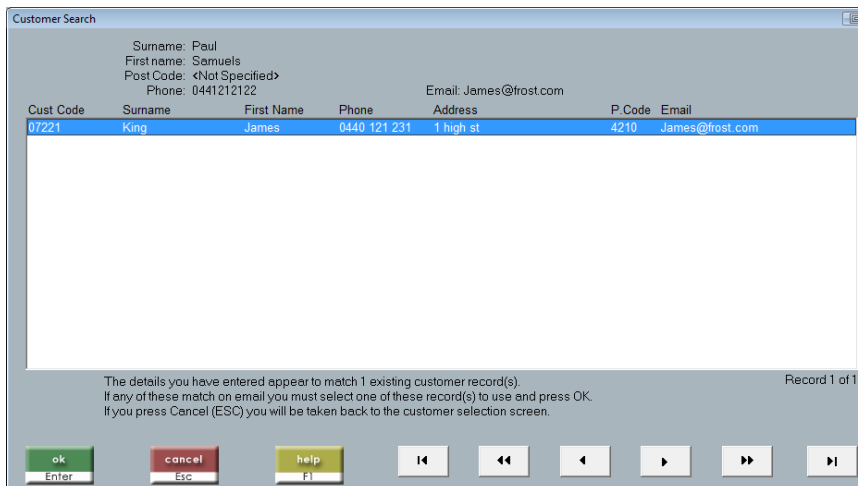 Customer Search
Surname: Paul
First name: Samuels
Post Code: <Not Specified>
Phone: 0441212122 Email: James@frost.com
Cust Code Surname First Name Phone Address P.Code Email
07221 King James 0440 121 231 1 high st 4210 James@frost.com
The details you have entered appear to match 1 existing customer record(s). Record 1 of 1
If any of these match on email you must select one of these record(s) to use and press OK.
If you press Cancel (ESC) you will be taken back to the customer selection screen.
ok cancel help
Enter Esc F1